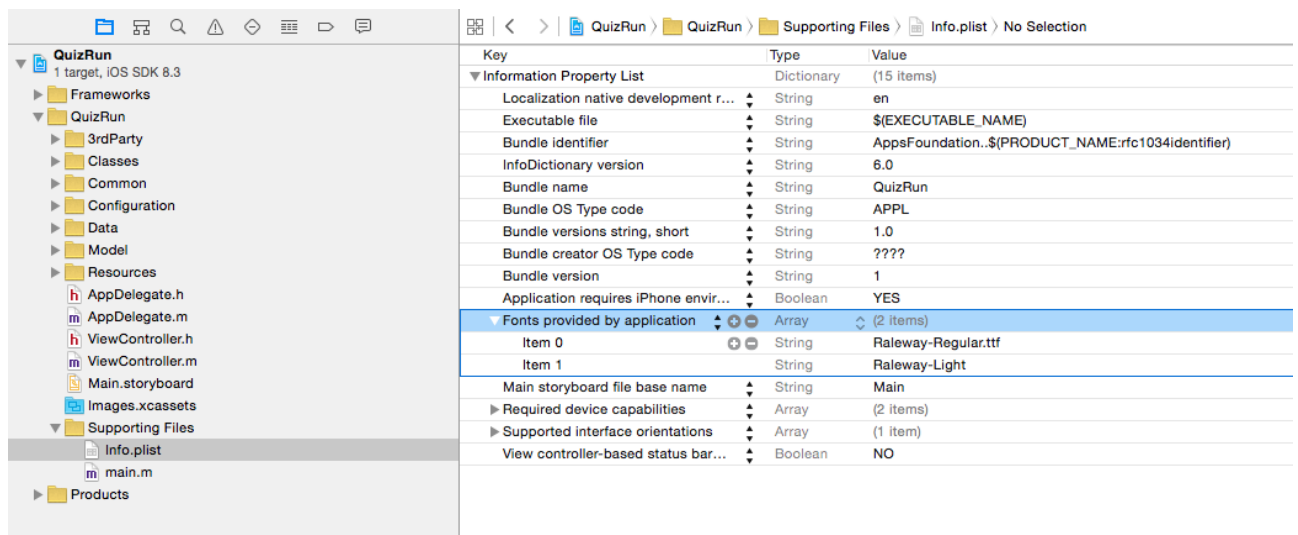 QuizRun
1 target, iOS SDK 8.3
Frameworks
QuizRun
3rdParty
Classes
Common
Configuration
Data
Model
Resources
h AppDelegate.h
m AppDelegate.m
h ViewController.h
m ViewController.m
Main.storyboard
Images.xcassets
Supporting Files
Info.plist
m main.m
Products
QuizRun QuizRun Supporting Files Info.plist No Selection
Key Type Value
Information Property List Dictionary (15 items)
Localization native development r... String en
Executable file String $(EXECUTABLE_NAME)
Bundle identifier String AppsFoundation..$(PRODUCT_NAME:rfc1034identifier)
InfoDictionary version String 6.0
Bundle name String QuizRun
Bundle OS Type code String APPL
Bundle versions string, short String 1.0
Bundle creator OS Type code String ????
Bundle version String 1
Application requires iPhone envir... Boolean YES
Fonts provided by application Array (2 items)
Item 0 String Raleway-Regular.ttf
Item 1 String Raleway-Light
Main storyboard file base name String Main
Required device capabilities Array (2 items)
Supported interface orientations Array (1 item)
View controller-based status bar... Boolean NO